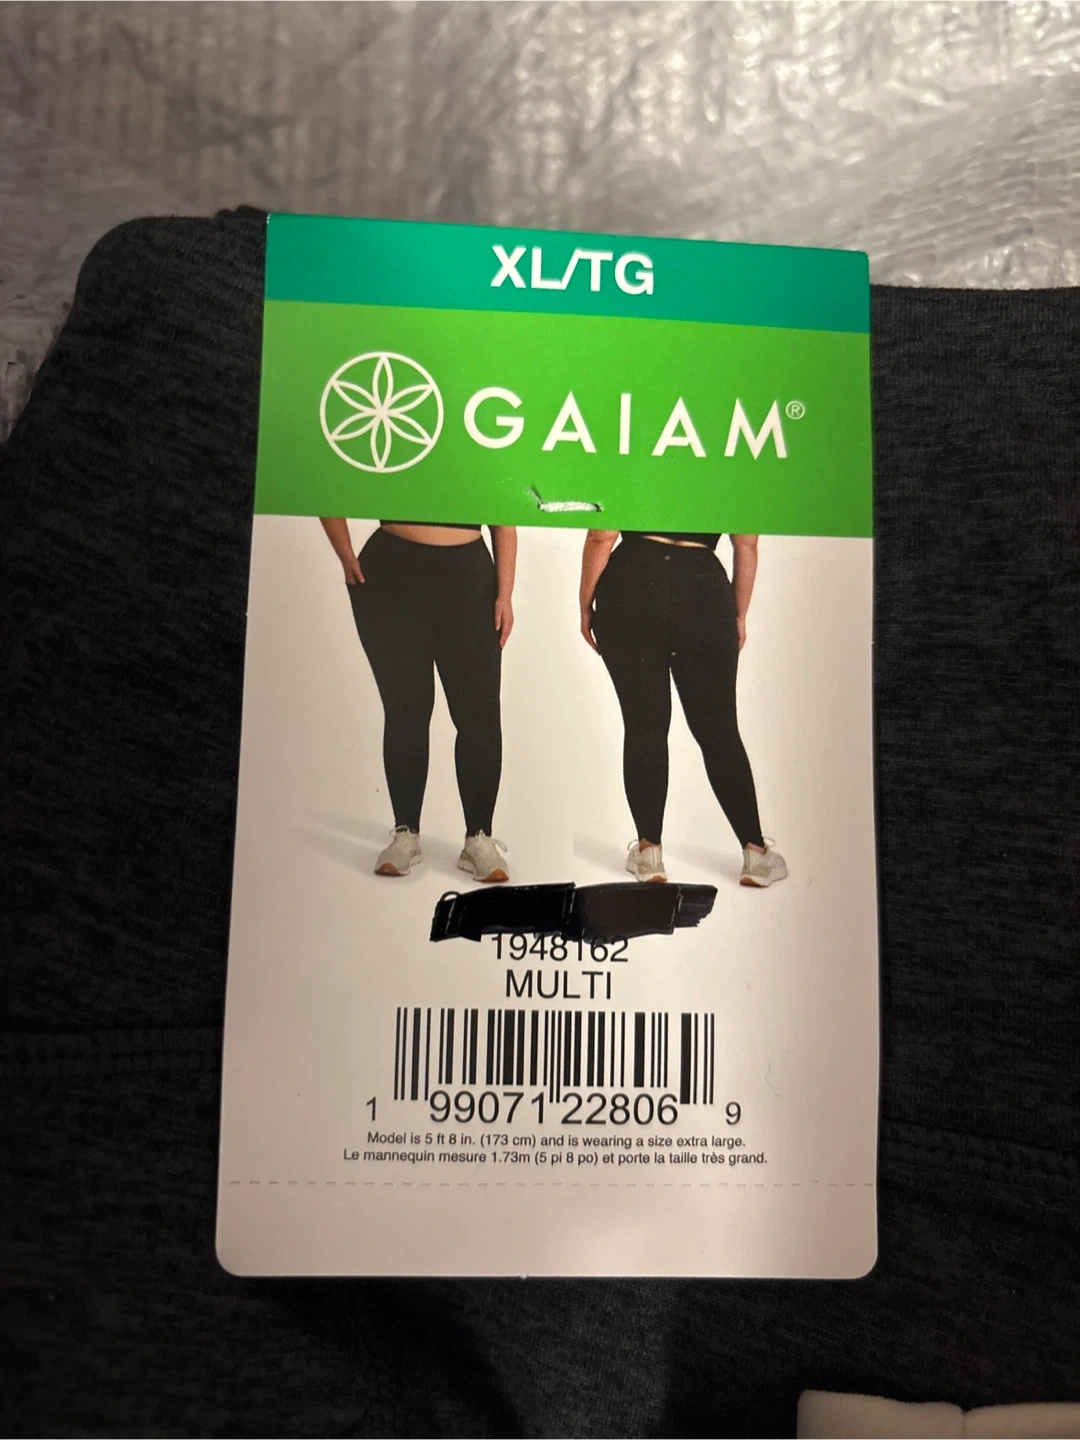 XL/TG
GAIAM®
1948162
MULTI
1 99071 22806 9
Model is 5 ft 8 in. (173 cm) and is wearing a size extra large.
Le mannequin mesure 1.73m (5 pi 8 po) et porte la taille très grand.